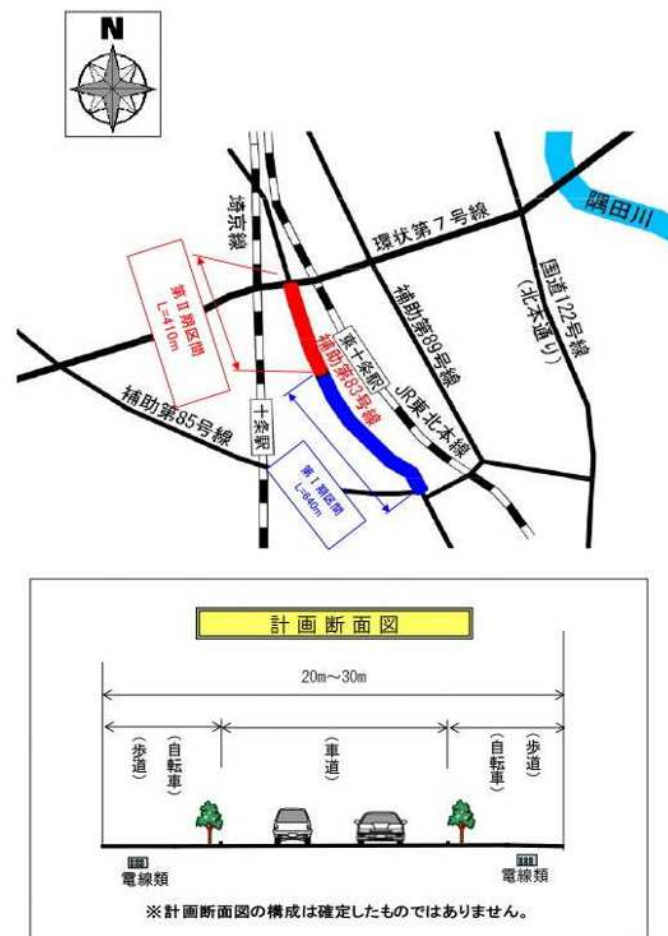 N
隅田川
環状第7号線
埼京線
国道122号線
(北本通り)
補助第89号線
第Ⅱ期区間
L=410m
東十条駅
補助第83号線
JR東北本線
補助第85号線
十条駅
第Ⅰ期区間
L=640m
計画断面図
20m～30m
(歩道)
(自転車)
(車道)
(自転車)
(歩道)
電線類
電線類
※計画断面図の構成は確定したものではありません。